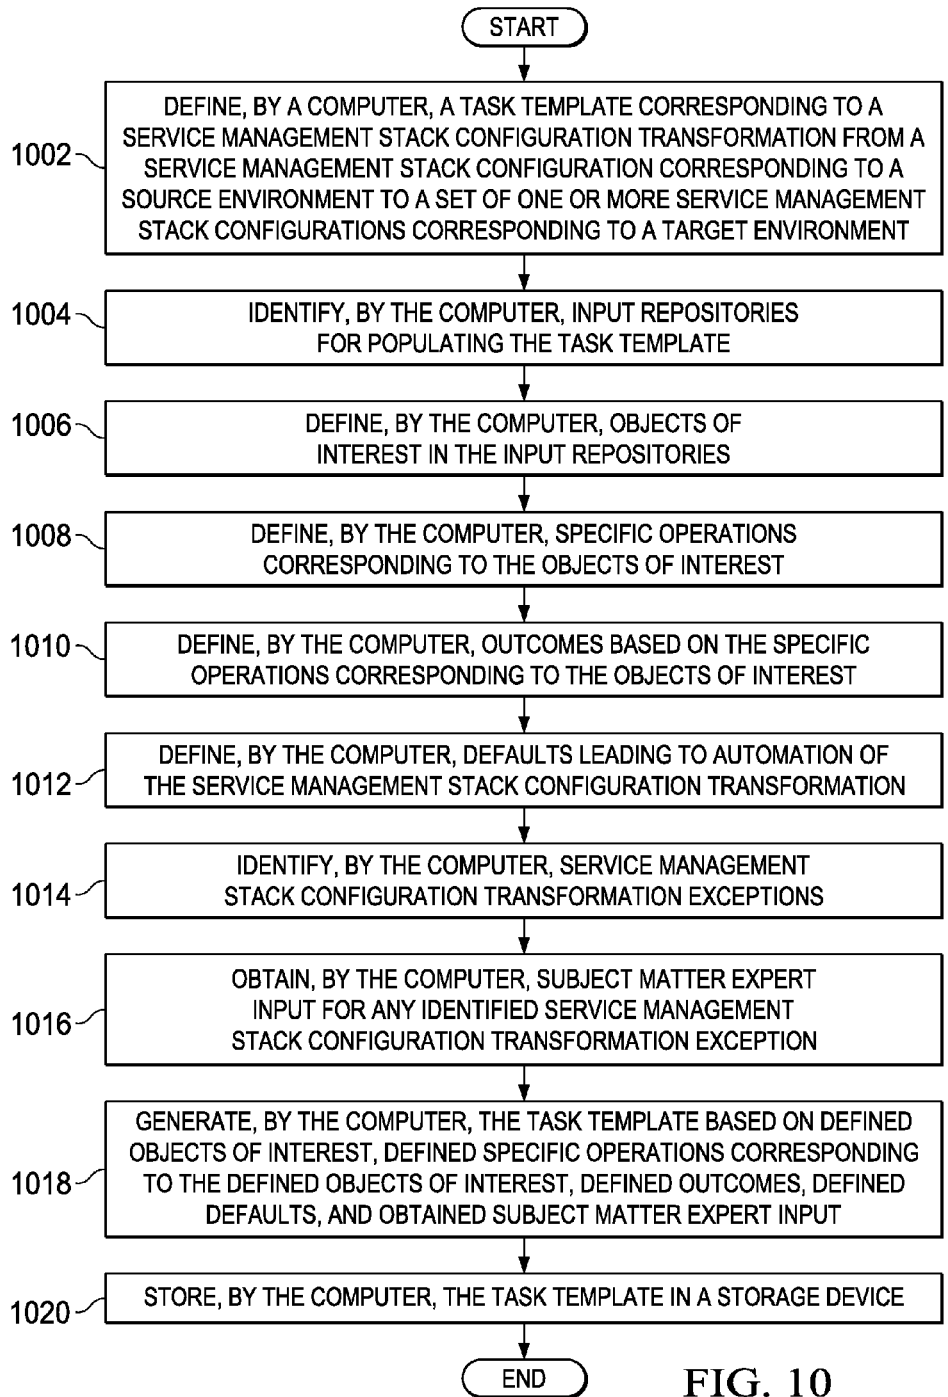 START
DEFINE, BY A COMPUTER, A TASK TEMPLATE CORRESPONDING TO A
SERVICE MANAGEMENT STACK CONFIGURATION TRANSFORMATION FROM A
1002
SERVICE MANAGEMENT STACK CONFIGURATION CORRESPONDING TO A
SOURCE ENVIRONMENT TO A SET OF ONE OR MORE SERVICE MANAGEMENT
STACK CONFIGURATIONS CORRESPONDING TO A TARGET ENVIRONMENT
1004
IDENTIFY, BY THE COMPUTER, INPUT REPOSITORIES
FOR POPULATING THE TASK TEMPLATE
1006
DEFINE, BY THE COMPUTER, OBJECTS OF
INTEREST IN THE INPUT REPOSITORIES
1008
DEFINE, BY THE COMPUTER, SPECIFIC OPERATIONS
CORRESPONDING TO THE OBJECTS OF INTEREST
1010
DEFINE, BY THE COMPUTER, OUTCOMES BASED ON THE SPECIFIC
OPERATIONS CORRESPONDING TO THE OBJECTS OF INTEREST
DEFINE, BY THE COMPUTER, DEFAULTS LEADING TO AUTOMATION OF
1012
THE SERVICE MANAGEMENT STACK CONFIGURATION TRANSFORMATION
IDENTIFY, BY THE COMPUTER, SERVICE MANAGEMENT
1014
STACK CONFIGURATION TRANSFORMATION EXCEPTIONS
OBTAIN, BY THE COMPUTER, SUBJECT MATTER EXPERT
1016
INPUT FOR ANY IDENTIFIED SERVICE MANAGEMENT
STACK CONFIGURATION TRANSFORMATION EXCEPTION
GENERATE, BY THE COMPUTER, THE TASK TEMPLATE BASED ON DEFINED
OBJECTS OF INTEREST, DEFINED SPECIFIC OPERATIONS CORRESPONDING
1018
TO THE DEFINED OBJECTS OF INTEREST, DEFINED OUTCOMES, DEFINED
DEFAULTS, AND OBTAINED SUBJECT MATTER EXPERT INPUT
1020
STORE, BY THE COMPUTER, THE TASK TEMPLATE IN A STORAGE DEVICE
END
FIG. 10